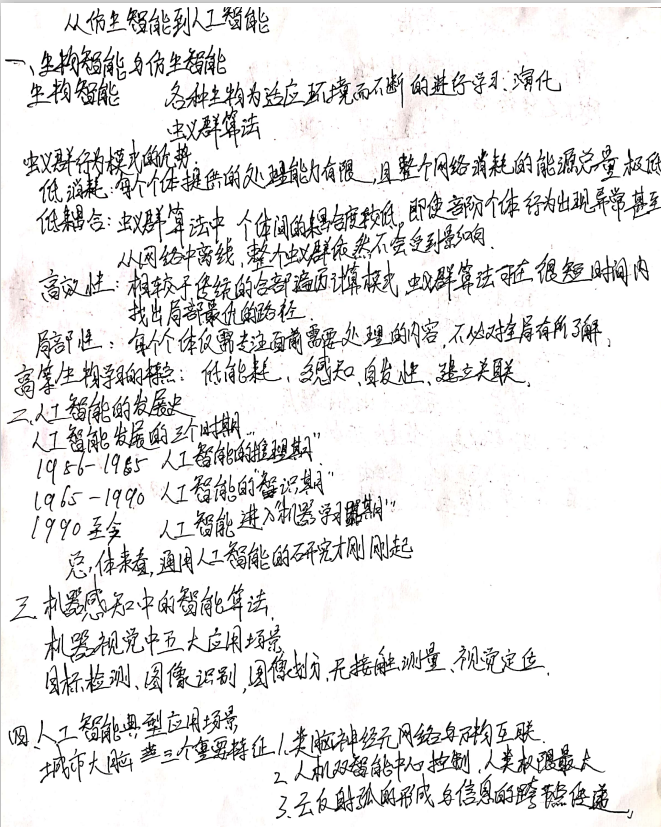 从仿生智能到人工智能
一、生物智能与仿生智能
生物智能 各种生物为适应环境而不断的进行学习、演化
蚁群算法
蚁群行为模式的优势:
低消耗:每个个体提供的处理能力有限,且整个网络消耗的能源总量极低
低耦合:蚁群算法中个体间的耦合度较低,即使部分个体行为出现异常甚至
从网络中离线,整个蚁群依然不会受到影响.
高效性:相较于传统的全部遍历计算模式 蚁群算法可在很短时间内
找出局部最优的路径.
局部性:每个个体仅需关注面前需要处理的内容,不必对全局有所了解.
高等生物学习的特点:低能耗、多感知、自发性、建立关联.
二、人工智能的发展史
人工智能发展的三个时期"
1956-1965 人工智能的推理期"
1965-1990 人工智能的"知识期"
1990至今 人工智能进入"机器学习期"
总体来看,通用人工智能的研究才刚刚起
三.机器感知中的智能算法.
机器视觉中五大应用场景
目标检测、图像识别,图像划分,无接触测量、视觉定位.
四.人工智能典型应用场景
城市大脑 三个重要特征 1.类脑神经元网络与万物互联.
2.人机双智能中心控制,人类权限最大
3.云反射弧的形成与信息的跨节点传递